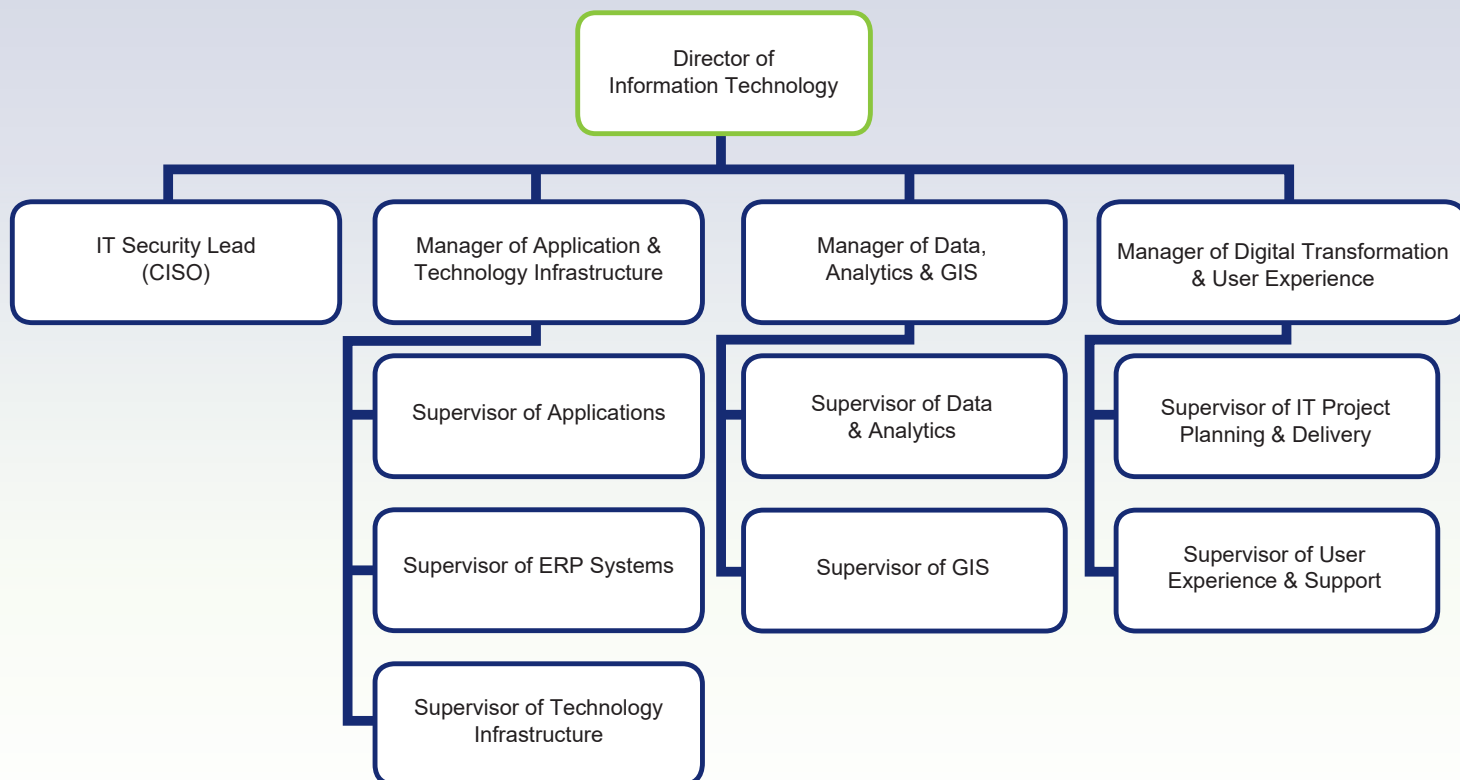 Director of
Information Technology
IT Security Lead
(CISO)
Manager of Application &
Technology Infrastructure
Manager of Data,
Analytics & GIS
Manager of Digital Transformation
& User Experience
Supervisor of Applications
Supervisor of Data
& Analytics
Supervisor of IT Project
Planning & Delivery
Supervisor of ERP Systems
Supervisor of GIS
Supervisor of User
Experience & Support
Supervisor of Technology
Infrastructure